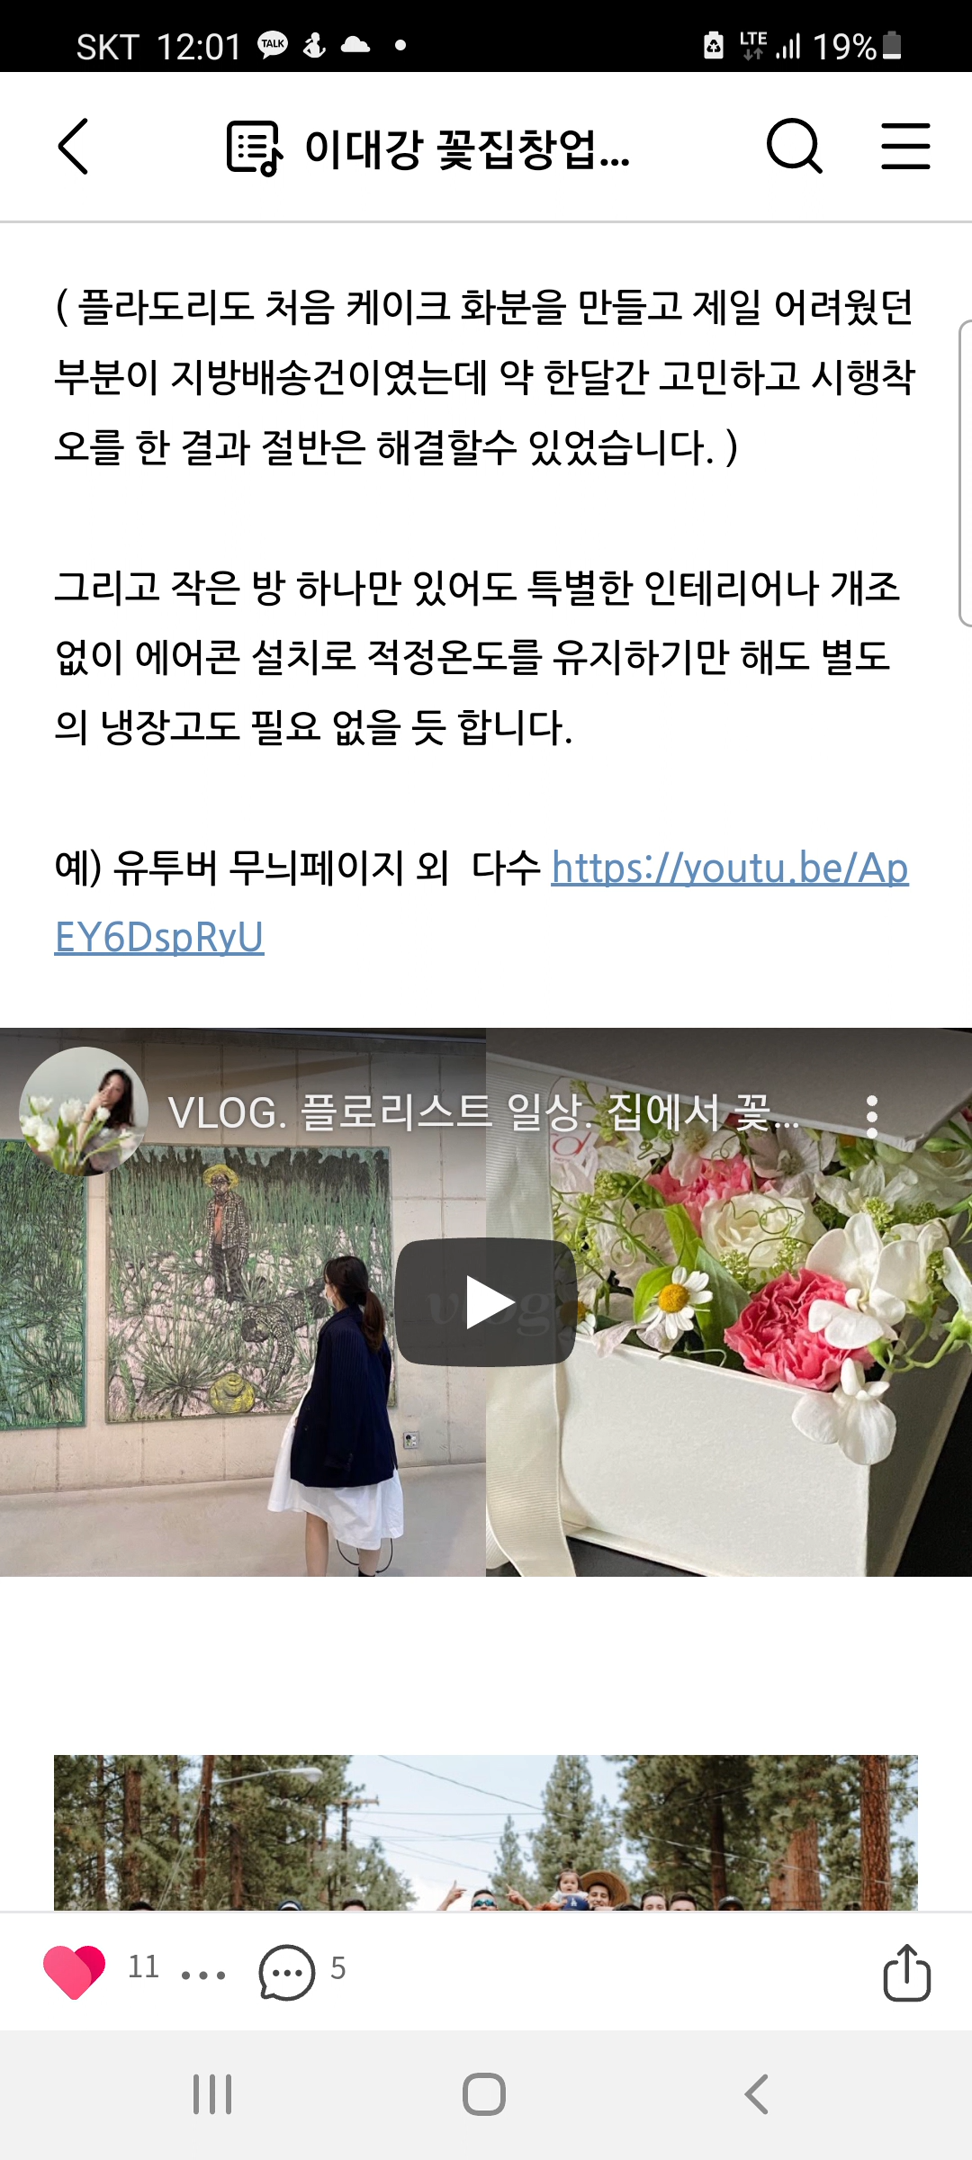 SKT 12:01 TALK LTE 19%
이대강 꽃집창업...
( 플라도리도 처음 케이크 화분을 만들고 제일 어려웠던
부분이 지방배송건이였는데 약 한달간 고민하고 시행착
오를 한 결과 절반은 해결할수 있었습니다. )
그리고 작은 방 하나만 있어도 특별한 인테리어나 개조
없이 에어콘 설치로 적정온도를 유지하기만 해도 별도
의 냉장고도 필요 없을 듯 합니다.
예) 유투버 무늬페이지 외 다수 https://youtu.be/Ap
EY6DspRyU
VLOG. 플로리스트 일상. 집에서 꽃...
vlog
11 ... 5